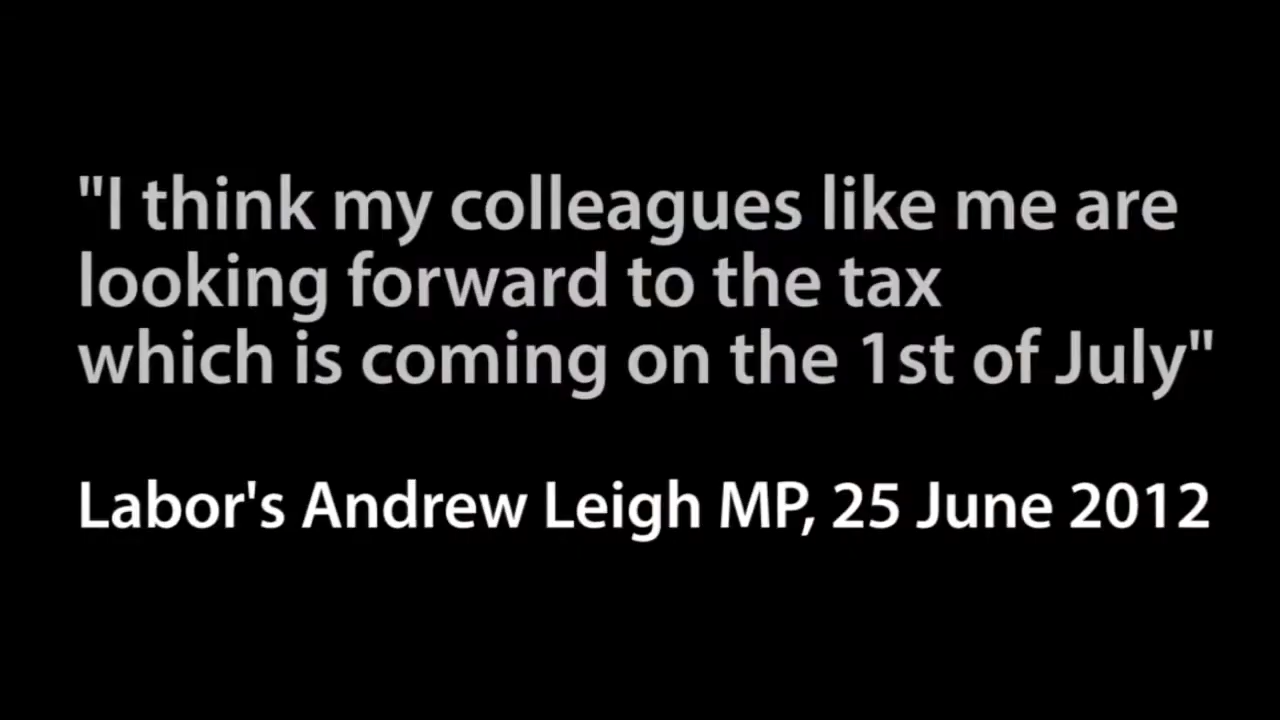 "I think my colleagues like me are
looking forward to the tax
which is coming on the 1st of July"
Labor's Andrew Leigh MP, 25 June 2012